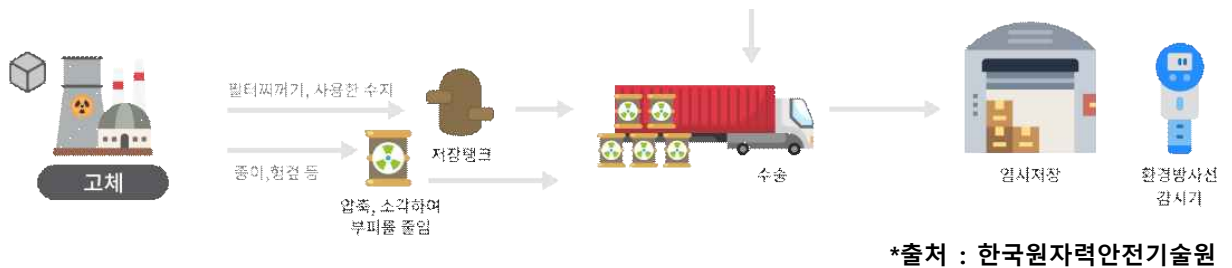 필터찌꺼기, 사용한 수지
저장탱크
종이,헝겊 등
고체
압축, 소각하여
부피를 줄임
수송
임시저장
환경방사선
감시기
*출처 : 한국원자력안전기술원